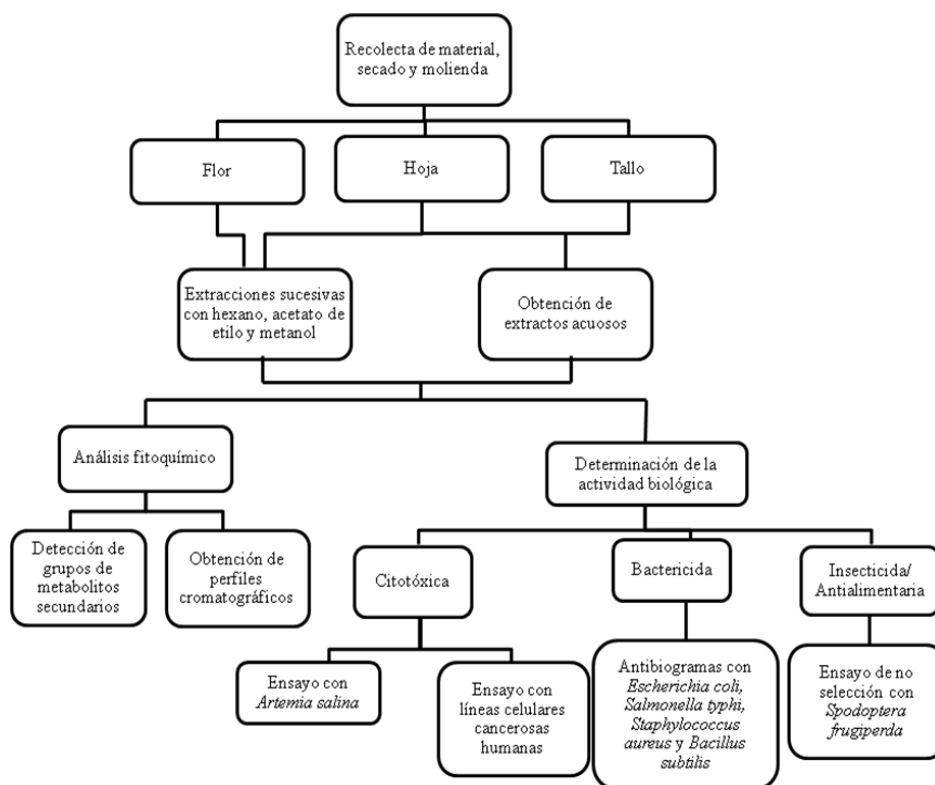 Recolecta de material,
secado y molienda
Flor
Hoja
Tallo
Extracciones sucesivas
con hexano, acetato de
etilo y metanol
Obtención de
extractos acuosos
Análisis fitoquímico
Determinación de la
actividad biológica
Detección de
grupos de
metabolitos
secundarios
Obtención de
perfiles
cromatográficos
Citotóxica
Bactericida
Insecticida/
Antialimentaria
Ensayo con
Artemia salina
Ensayo con
líneas celulares
cancerosas
humanas
Antibiogramas con
Escherichia coli,
Salmonella typhi,
Staphylococcus
aureus y Bacillus
subtilis
Ensayo de no
selección con
Spodoptera
frugiperda